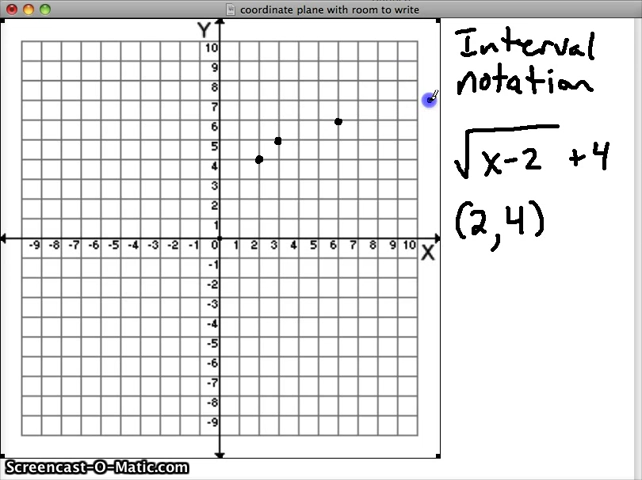 coordinate plane with room to write
Y
10
9
8
7
6
5
4
3
2
1
-9 -8 -7 -6 -5 -4 -3 -2 -1 0 1 2 3 4 5 6 7 8 9 10
X
-1
-2
-3
-4
-5
-6
-7
-8
-9
Interval
notation
√x-2 +4
(2,4)
Screencast-O-Matic.com